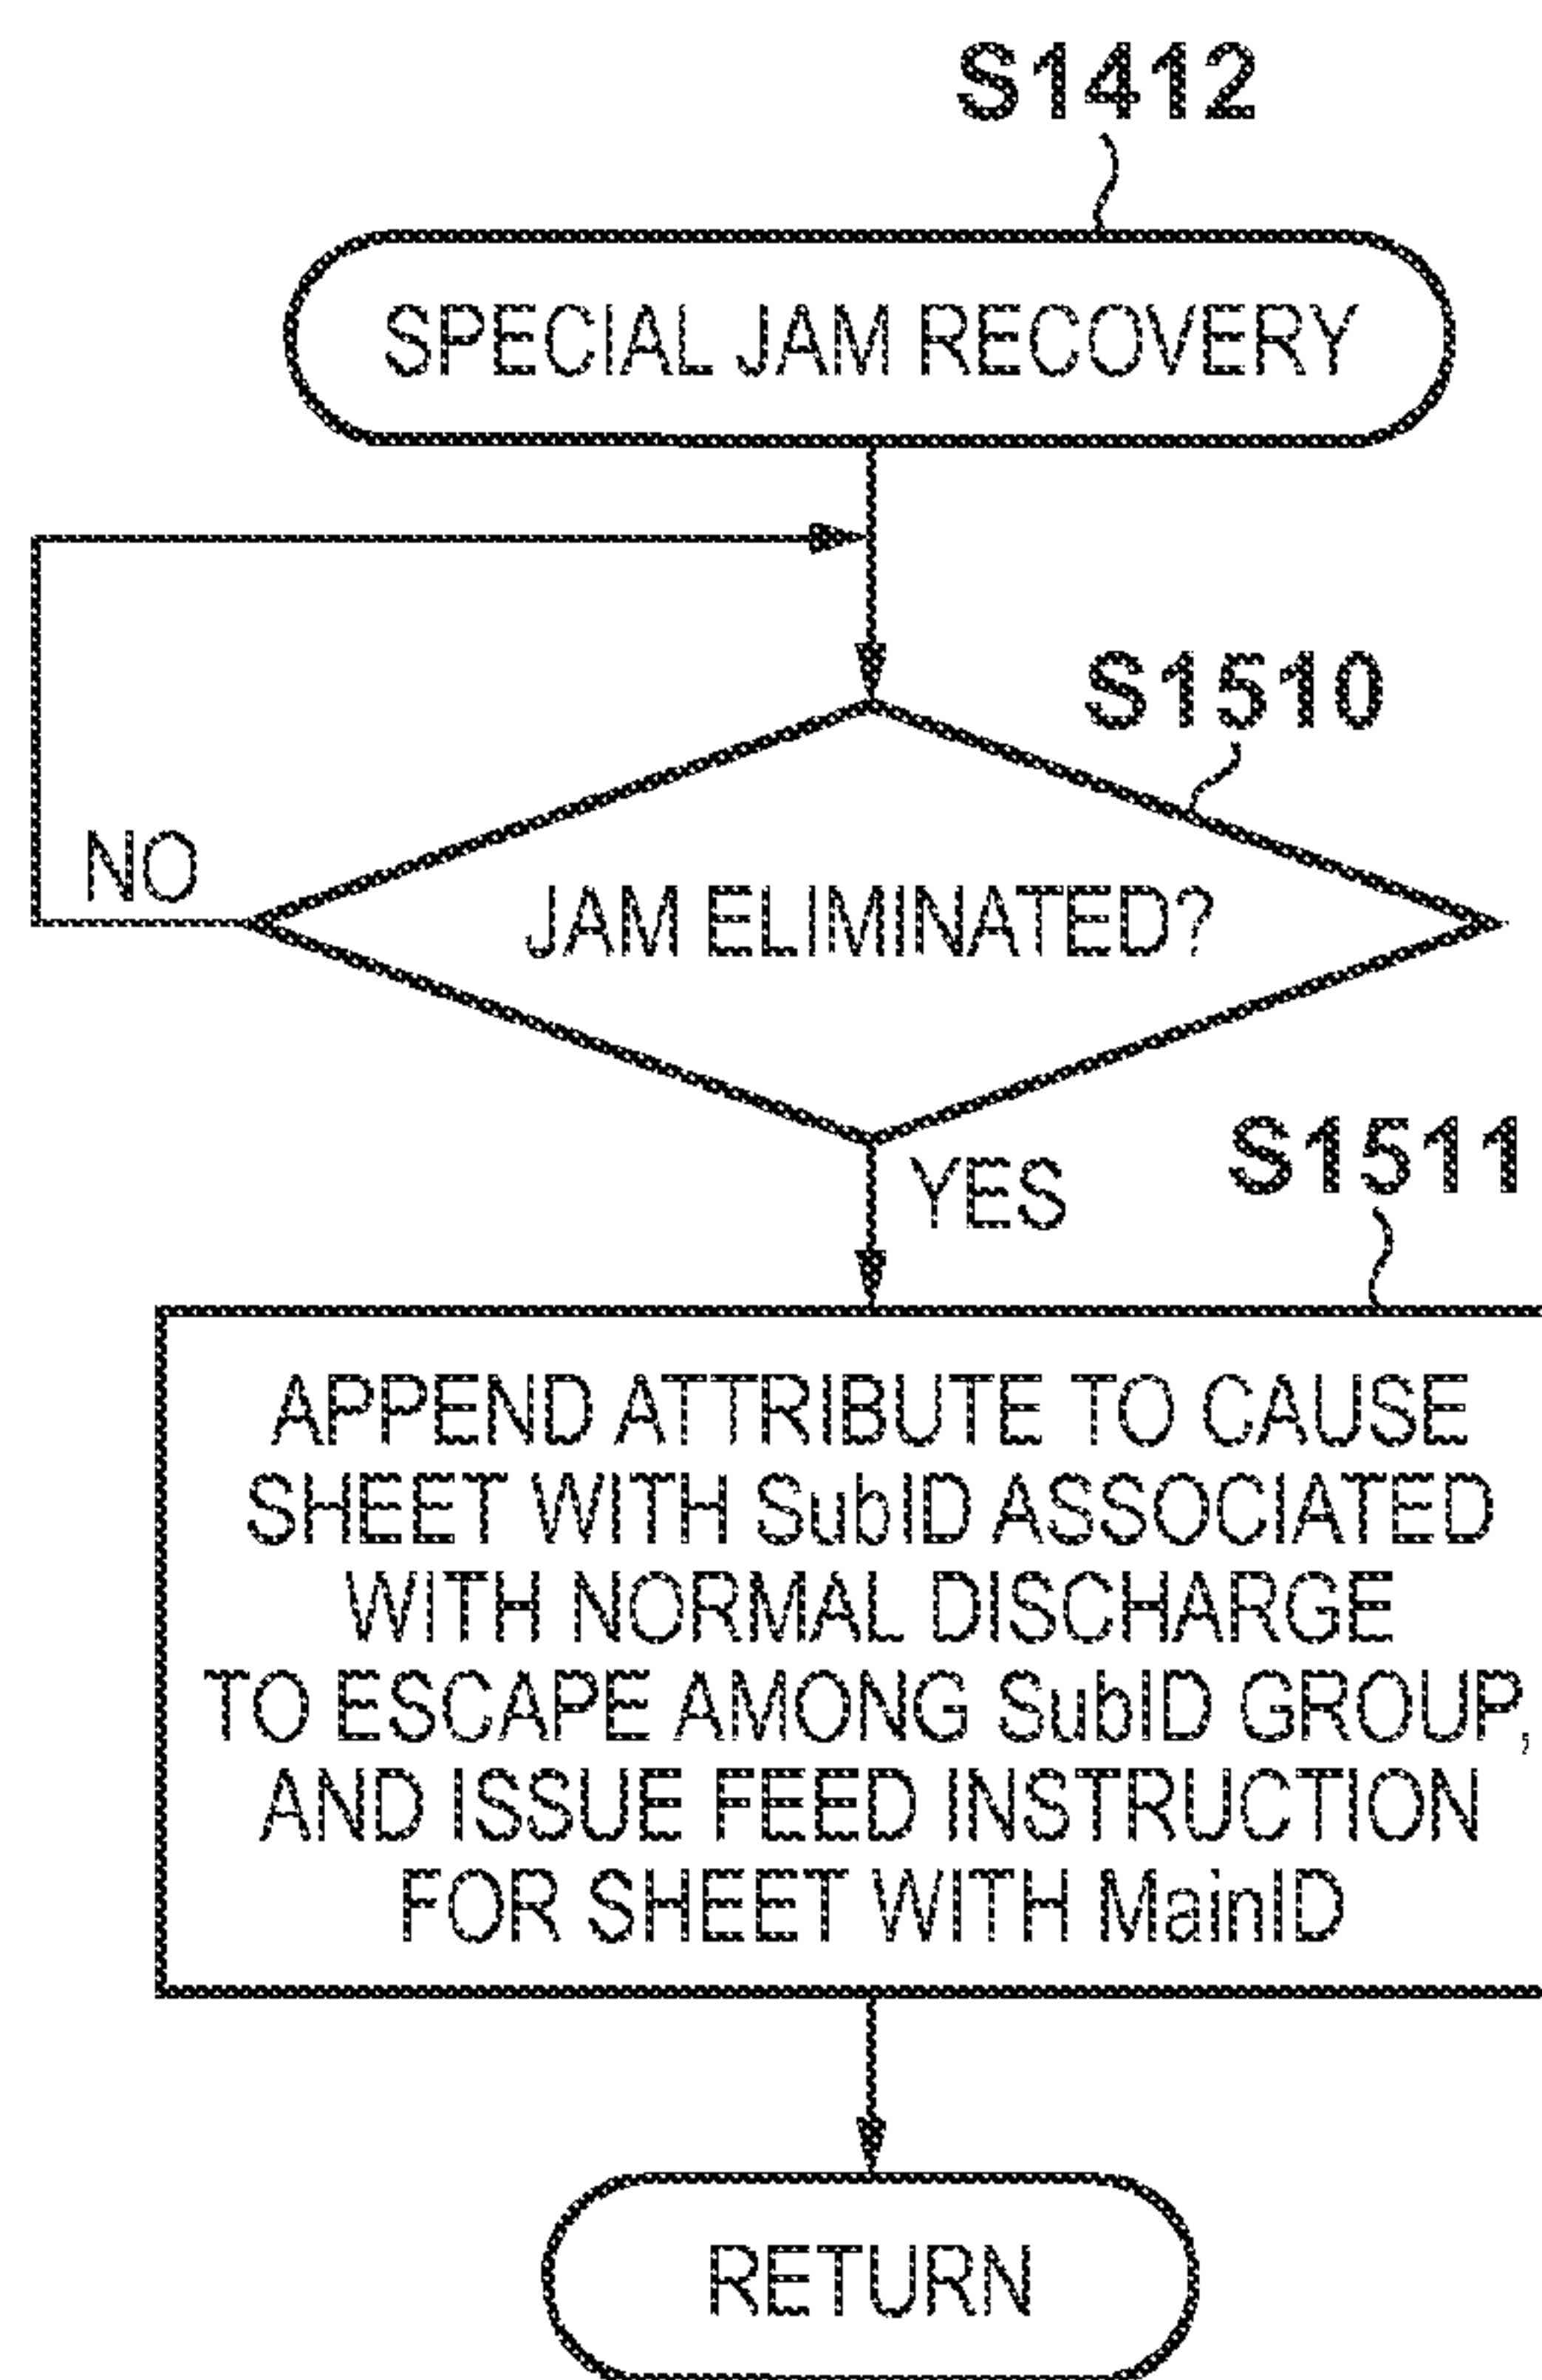 S1412
SPECIAL JAM RECOVERY
S1510
NO
JAM ELIMINATED?
YES
S1511
APPEND ATTRIBUTE TO CAUSE
SHEET WITH SubID ASSOCIATED
WITH NORMAL DISCHARGE
TO ESCAPE AMONG SubID GROUP,
AND ISSUE FEED INSTRUCTION
FOR SHEET WITH MainID
RETURN